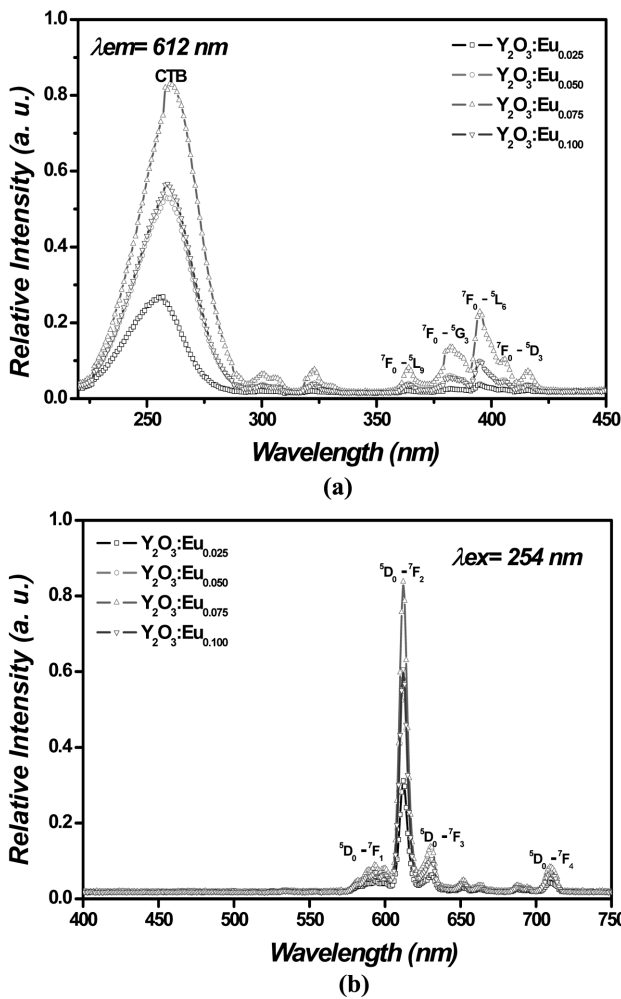 λem= 612 nm
CTB
Y₂O₃:Eu₀.₀₂₅
Y₂O₃:Eu₀.₀₅₀
Y₂O₃:Eu₀.₀₇₅
Y₂O₃:Eu₀.₁₀₀
1.0
0.8
0.6
0.4
0.2
0.0
Relative Intensity (a. u.)
⁷F₀ – ⁵L₉
⁷F₀ – ⁵G₃
⁷F₀ – ⁵L₆
⁷F₀ – ⁵D₃
250 300 350 400 450
Wavelength (nm)
(a)
Y₂O₃:Eu₀.₀₂₅
Y₂O₃:Eu₀.₀₅₀
Y₂O₃:Eu₀.₀₇₅
Y₂O₃:Eu₀.₁₀₀
λex= 254 nm
1.0
0.8
0.6
0.4
0.2
0.0
Relative Intensity (a. u.)
⁵D₀ – ⁷F₁
⁵D₀ – ⁷F₂
⁵D₀ – ⁷F₃
⁵D₀ – ⁷F₄
400 450 500 550 600 650 700 750
Wavelength (nm)
(b)